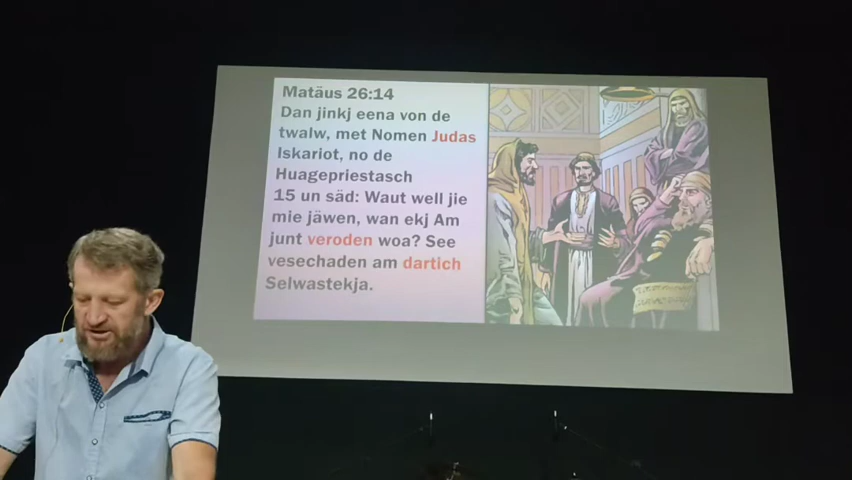 Matäus 26:14
Dan jinkj eena von de
twalw, met Nomen Judas
Iskariot, no de
Huagepriestasch
15 un säd: Waut well jie
mie jäwen, wan ekj Am
junt veroden woa? See
vesechaden am dartich
Selwastekja.